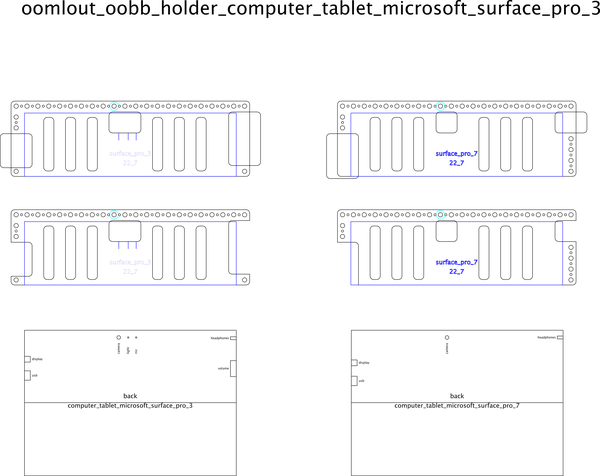 oomlout_oobb_holder_computer_tablet_microsoft_surface_pro_3
surface_pro_3
22_7
surface_pro_7
22_7
surface_pro_3
22_7
surface_pro_7
22_7
headphones
display
usb
camera
light
mic
volume
back
computer_tablet_microsoft_surface_pro_3
headphones
display
usb
camera
back
computer_tablet_microsoft_surface_pro_7